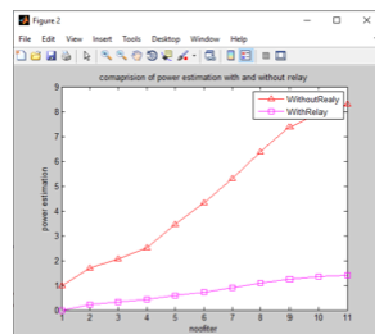 Figure 2
File Edit View Insert Tools Desktop Window Help
comaprision of power estimation with and without relay
WithoutRealy
WithRelay
power estimation
9
8
7
6
5
4
3
2
1
0
1 2 3 4 5 6 7 8 9 10 11
noofiter